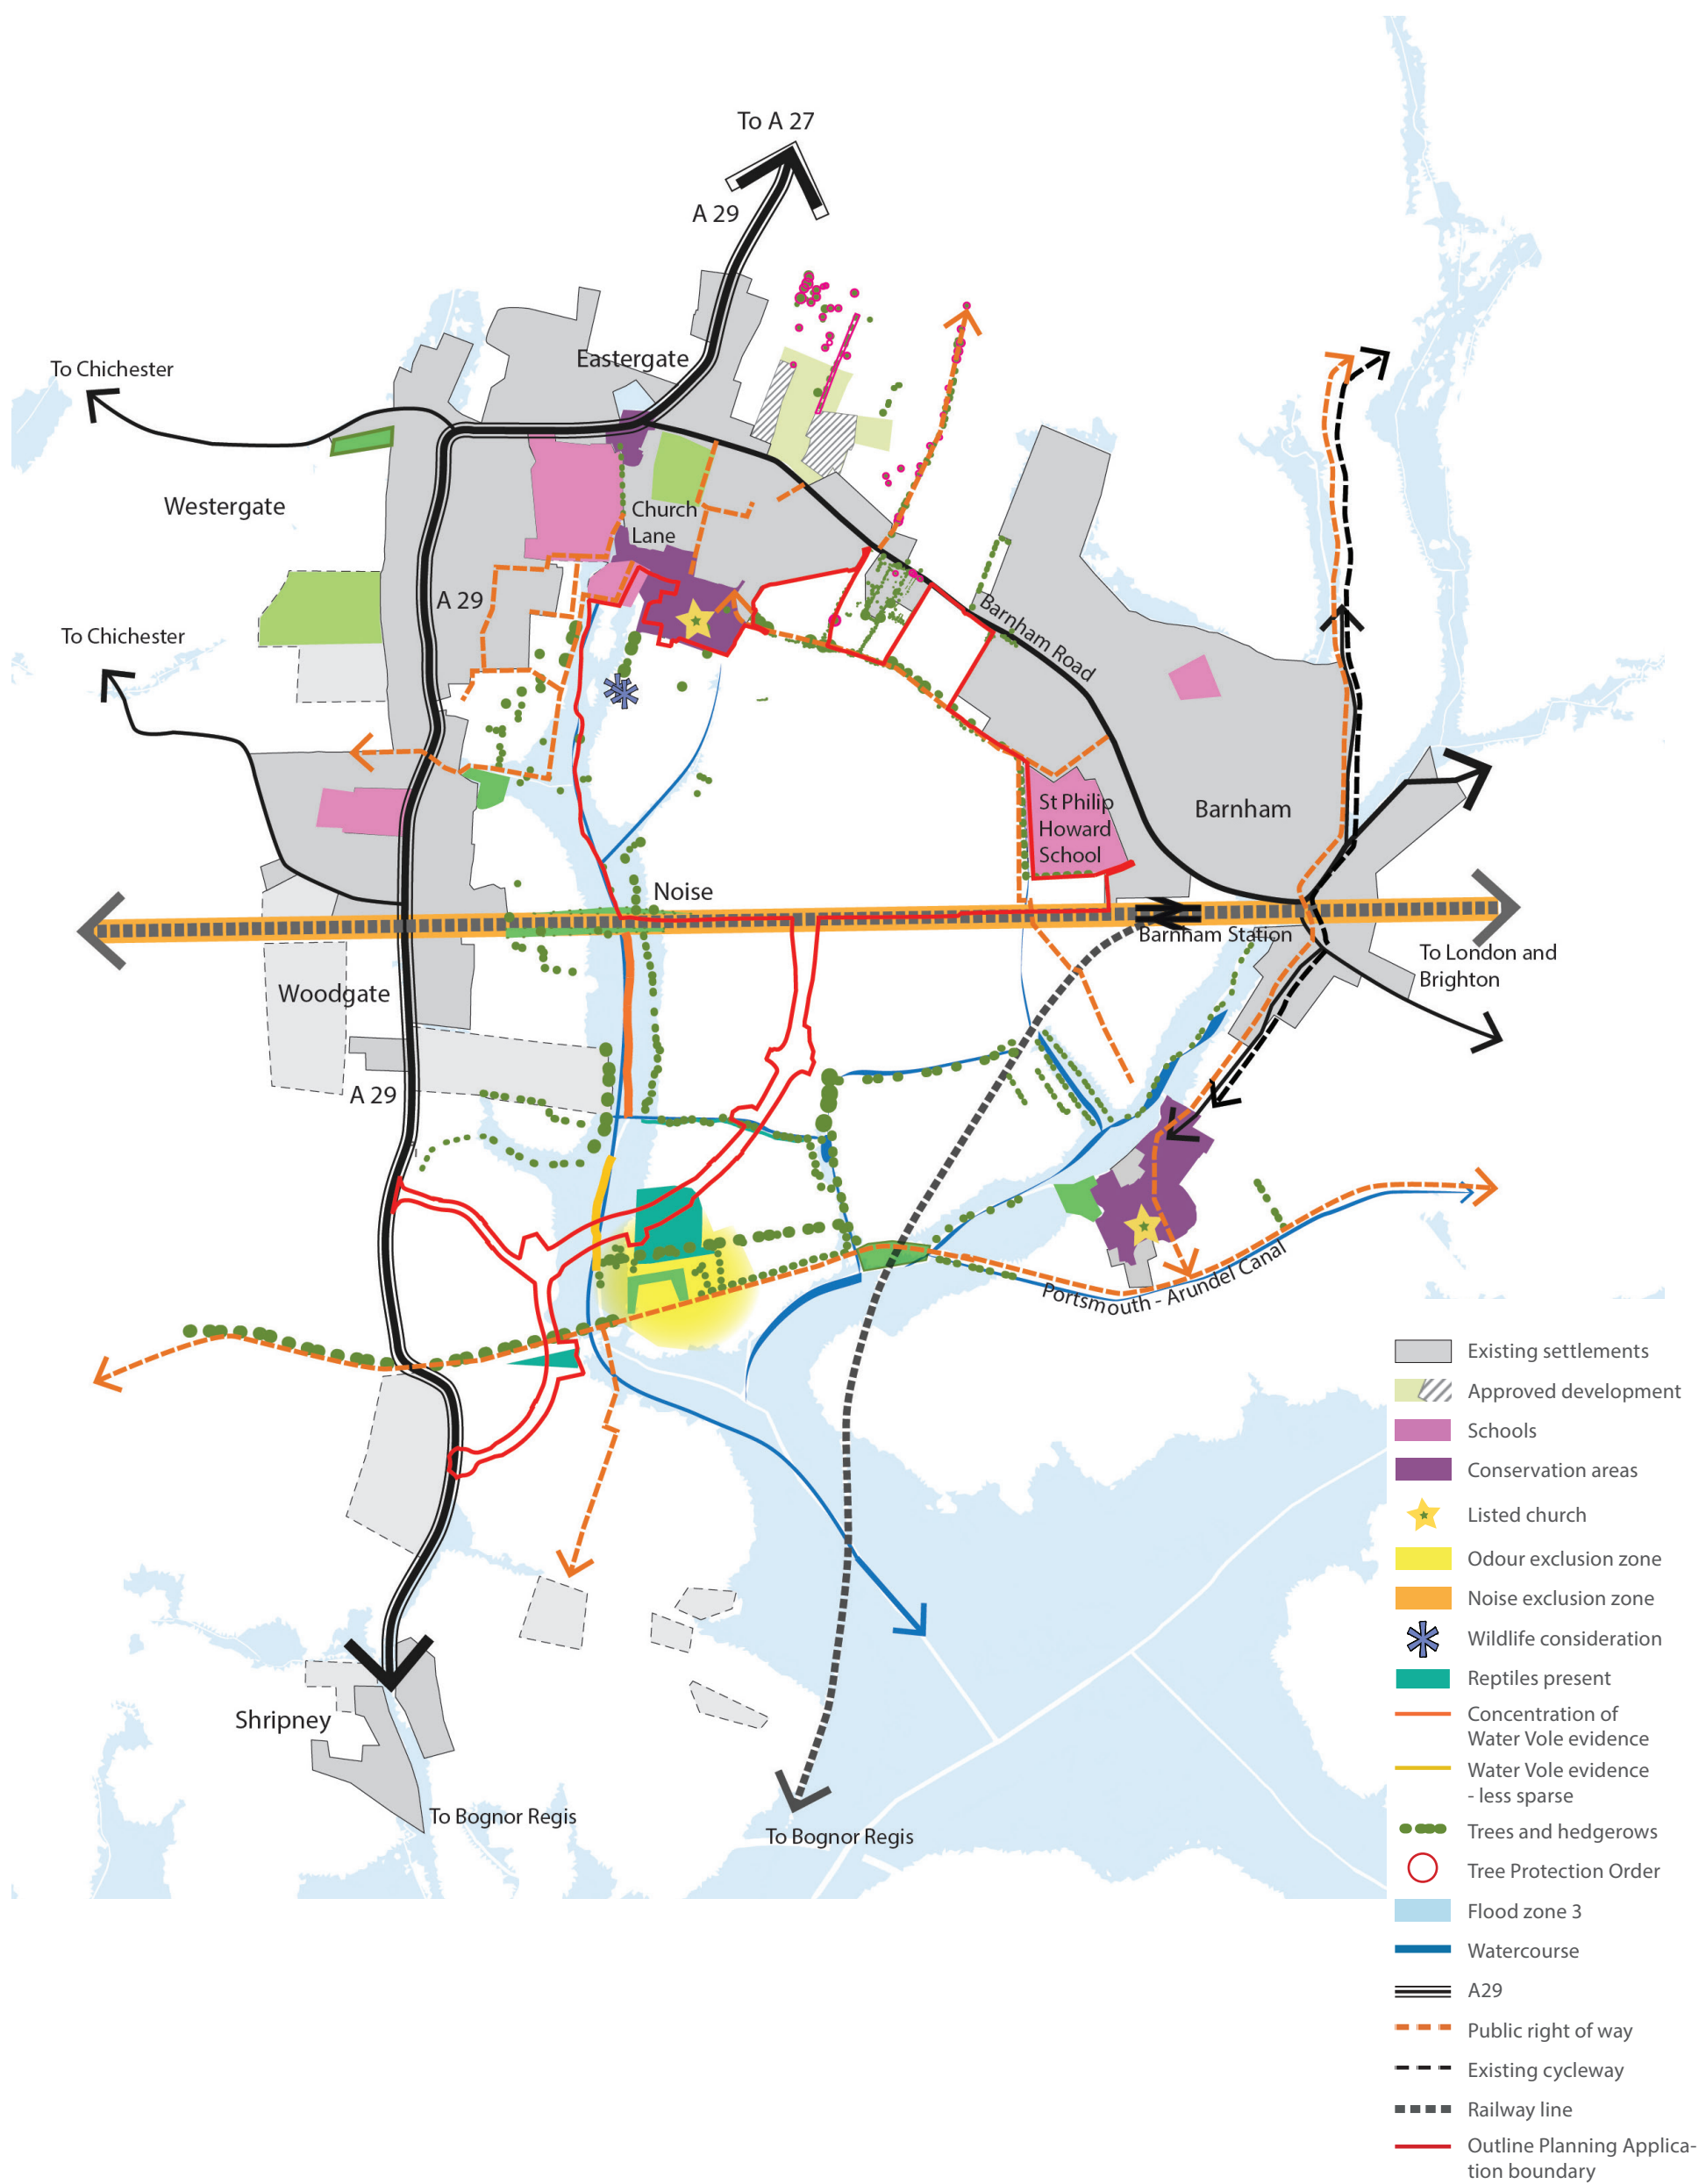 To A 27
A 29
Eastergate
To Chichester
Westergate
Church
Lane
A 29
Barnham Road
To Chichester
St Philip
Howard
School
Barnham
Noise
Barnham Station
To London and
Brighton
Woodgate
A 29
Portsmouth - Arundel Canal
Shripney
To Bognor Regis
To Bognor Regis
Existing settlements
Approved development
Schools
Conservation areas
Listed church
Odour exclusion zone
Noise exclusion zone
Wildlife consideration
Reptiles present
Concentration of
Water Vole evidence
Water Vole evidence
- less sparse
Trees and hedgerows
Tree Protection Order
Flood zone 3
Watercourse
A29
Public right of way
Existing cycleway
Railway line
Outline Planning Applica-
tion boundary